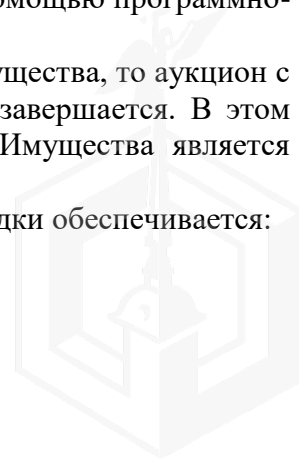 омощью программно-
ущества, то аукцион с
завершается. В этом
Имущества является
дки обеспечивается: